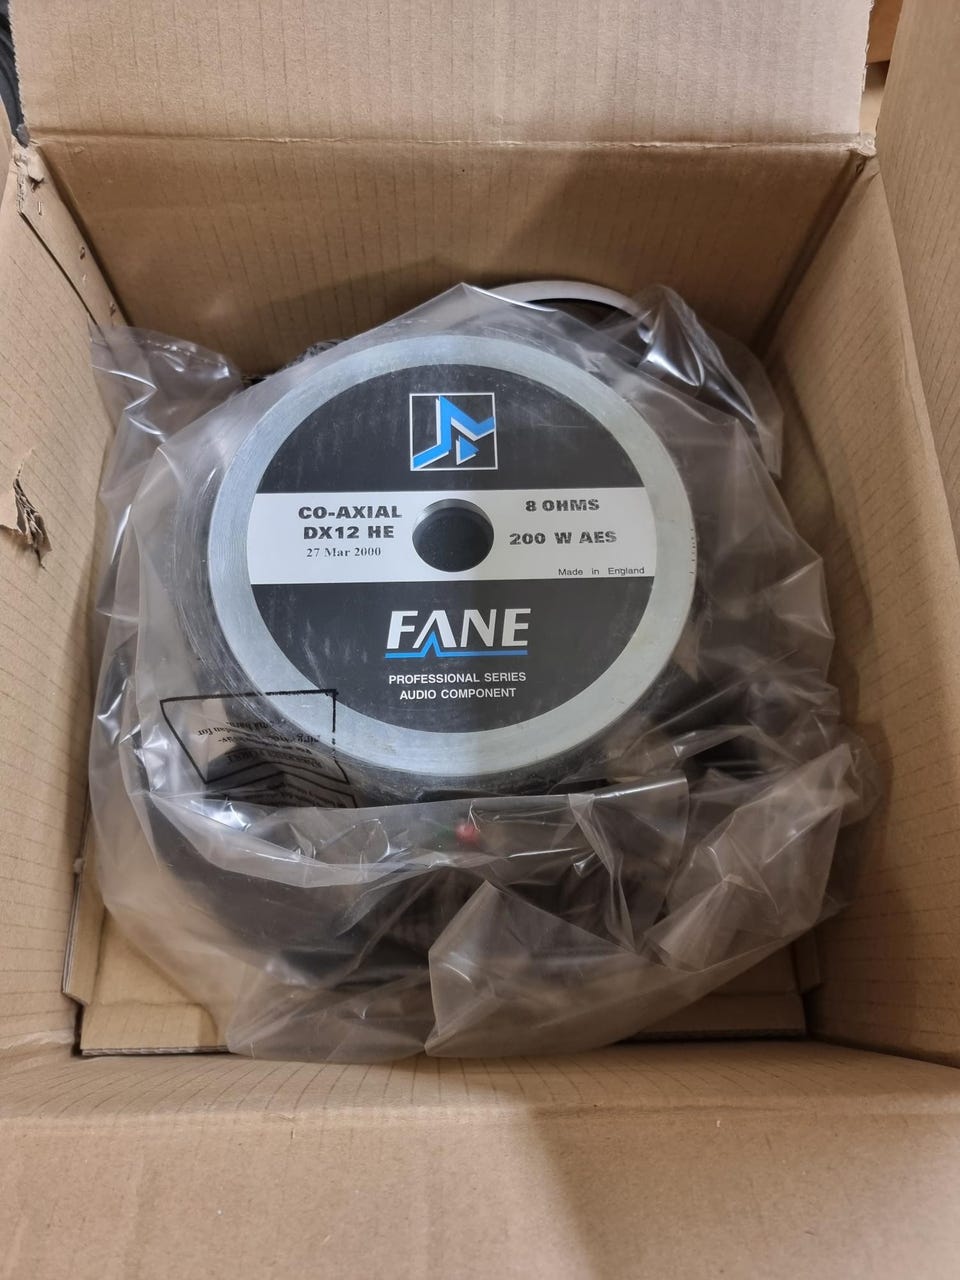 CO-AXIAL
DX12 HE
27 Mar 2000
8 OHMS
200 W AES
Made in England
FANE
PROFESSIONAL SERIES
AUDIO COMPONENT